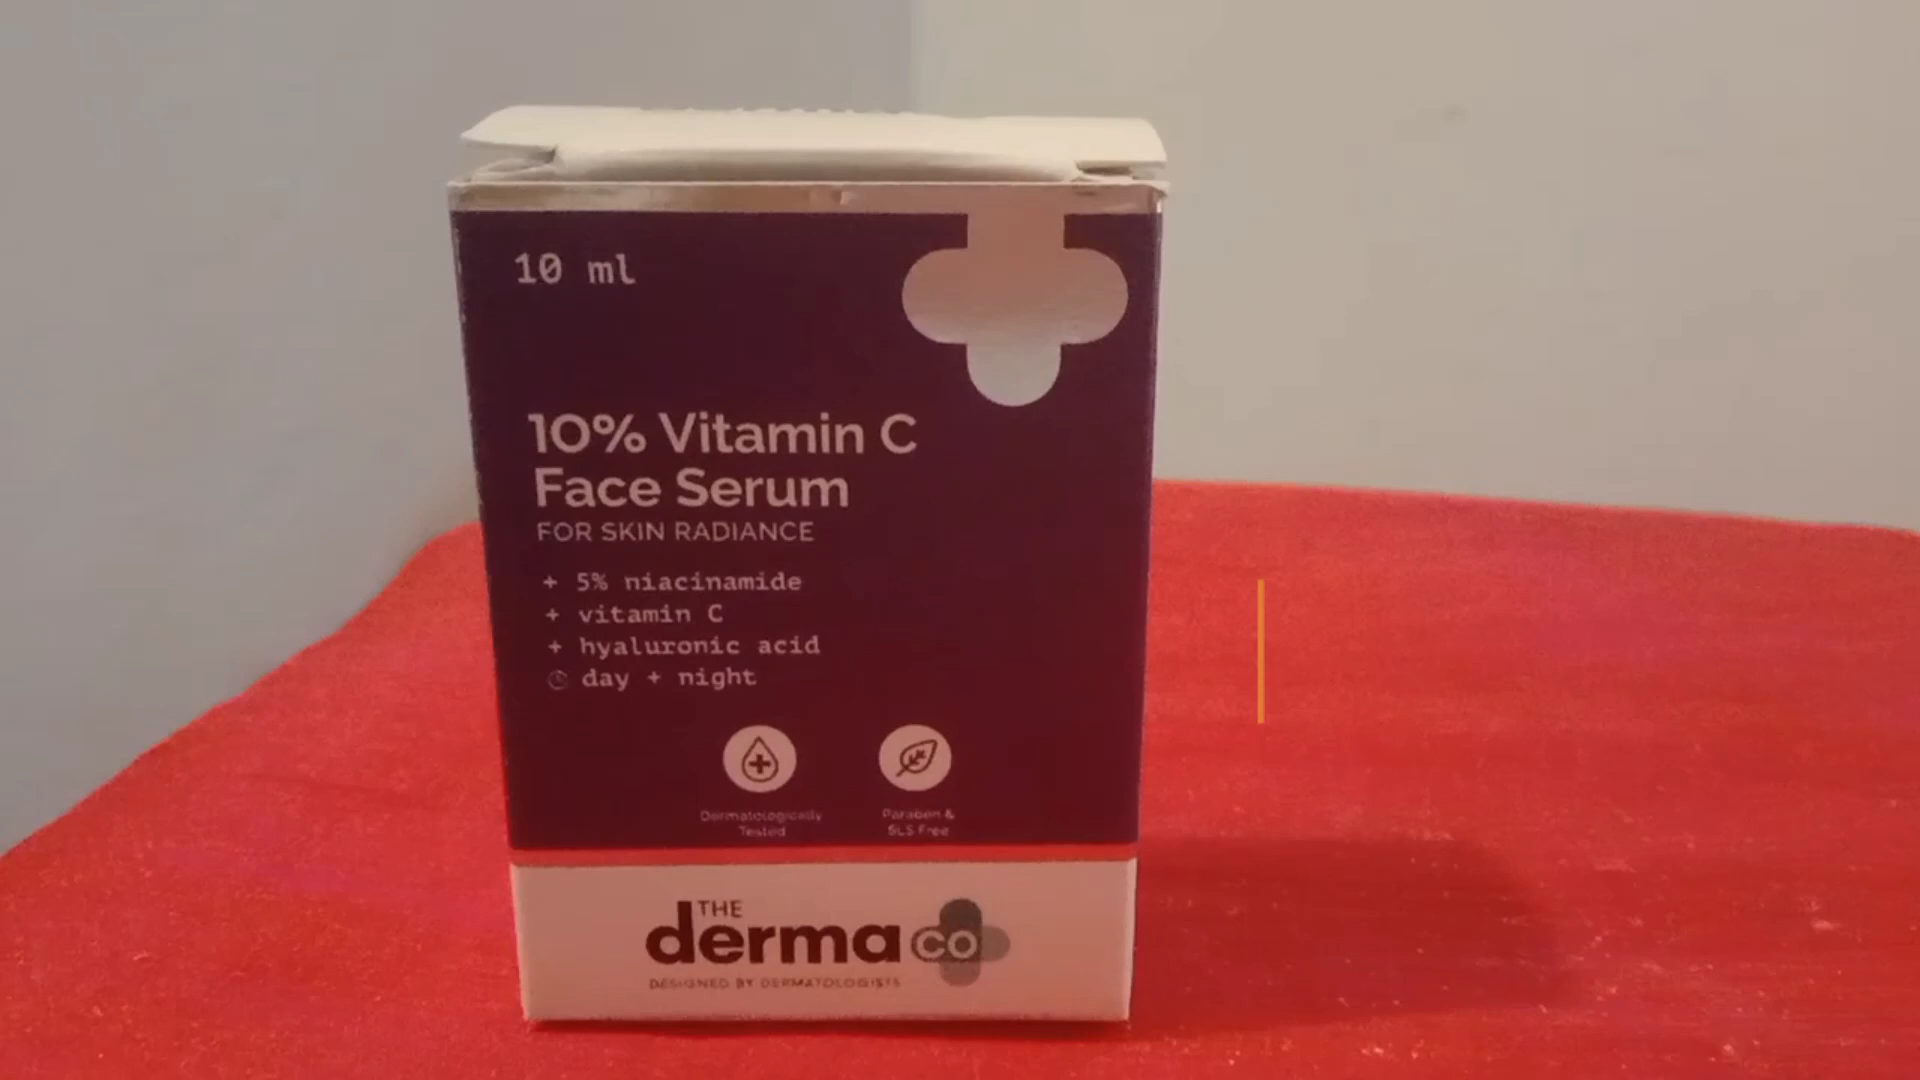 10 ml
10% Vitamin C
Face Serum
FOR SKIN RADIANCE
+ 5% niacinamide
+ vitamin C
+ hyaluronic acid
day + night
Dermatologically
Tested
Paraben &
SLS Free
THE
derma co
DESIGNED BY DERMATOLOGISTS